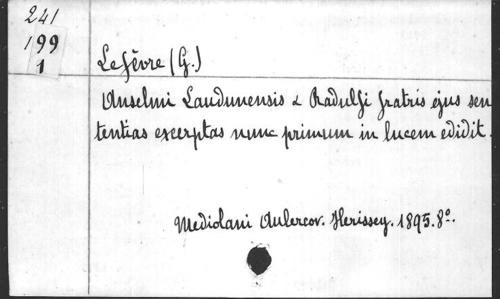 241
199
1
Lefèvre (G.)
Anselmi Laudunensis & Radulfi fratris ejus sen
tentias excerptas nunc primum in lucem edidit.
Mediolani Aulercor. Herissey. 1895. 8º.